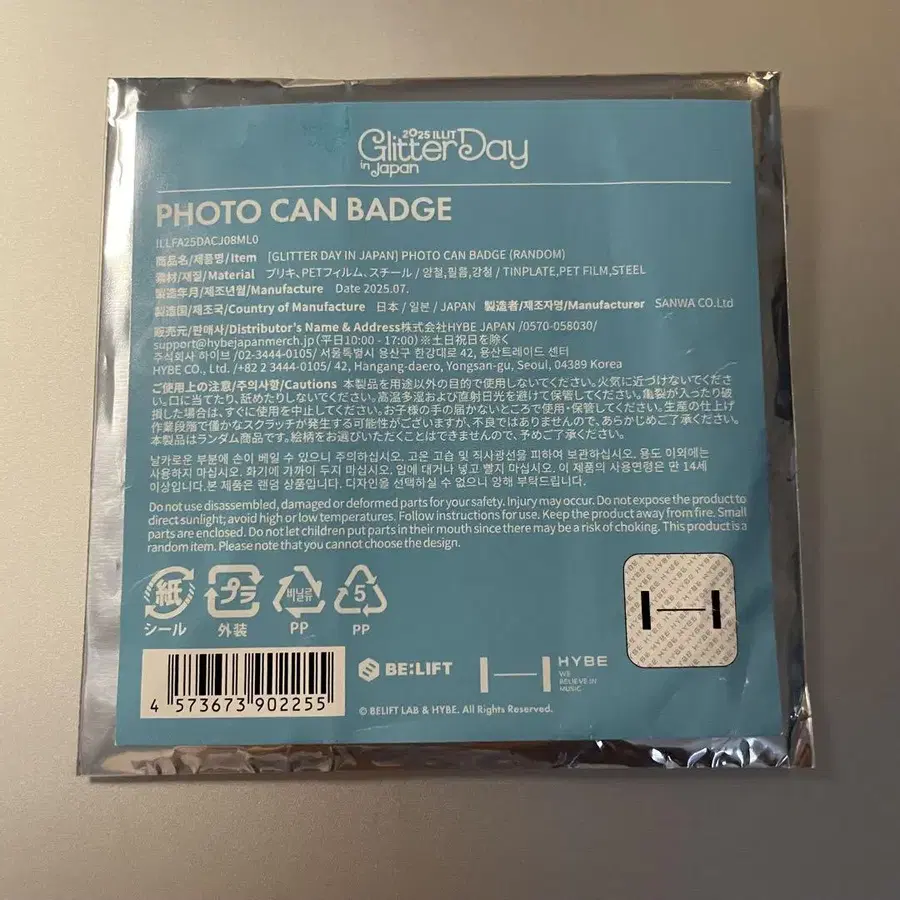 2025 ILLIT
Glitter Day
in Japan
PHOTO CAN BADGE
ILLFA25DACJ08ML0
商品名/제품명/Item [GLITTER DAY IN JAPAN] PHOTO CAN BADGE (RANDOM)
素材/재질/Material ブリキ、PETフィルム、スチール / 양철,필름,강철 / TINPLATE,PET FILM,STEEL
製造年月/제조년월/Manufacture Date 2025.07.
製造国/제조국/Country of Manufacture 日本 / 일본 / JAPAN 製造者/제조자명/Manufacturer SANWA CO.Ltd
販売元/판매사/Distributor's Name & Address株式会社HYBE JAPAN /0570-058030/
support@hybejapanmerch.jp (平日10:00 - 17:00) ※土日祝日を除く
주식회사 하이브 /02-3444-0105/ 서울특별시 용산구 한강대로 42, 용산트레이드 센터
HYBE CO., Ltd. /+82 2 3444-0105/ 42, Hangang-daero, Yongsan-gu, Seoul, 04389 Korea
ご使用上の注意/주의사항/Cautions 本製品を用途以外の目的で使用しないでください。火気に近づけないでくださ
い。口に当てたり、舐めたりしないでください。高温多湿および直射日光を避けて保管してください。亀裂が入ったり破
損した場合は、すぐに使用を中止してください。お子様の手の届かないところで使用・保管してください。生産の仕上げ
作業段階で僅かなスクラッチが発生する可能性がございますが、不良ではありませんので、あらかじめご了承ください。
本製品はランダム商品です。絵柄をお選びいただくことはできませんので、予めご了承ください。
날카로운 부분에 손이 베일 수 있으니 주의하십시오. 고온 고습 및 직사광선을 피하여 보관하십시오. 용도 이외에는
사용하지 마십시오. 화기에 가까이 두지 마십시오. 입에 대거나 넣고 빨지 마십시오. 이 제품의 사용연령은 만 14세
이상입니다.본 제품은 랜덤 상품입니다. 디자인을 선택하실 수 없으니 양해 부탁드립니다.
Do not use disassembled, damaged or deformed parts for your safety. Injury may occur. Do not expose the product to
direct sunlight; avoid high or low temperatures. Follow instructions for use. Keep the product away from fire. Small
parts are enclosed. Do not let children put parts in their mouth since there may be a risk of choking. This product is a
random item. Please note that you cannot choose the design.
紙 プラ 비닐류 5
シール 外装 PP PP
BE:LIFT HYBE
WE
BELIEVE IN
MUSIC
4 573673 902255
© BELIFT LAB & HYBE. All Rights Reserved.
HYBE HYBE HYBE